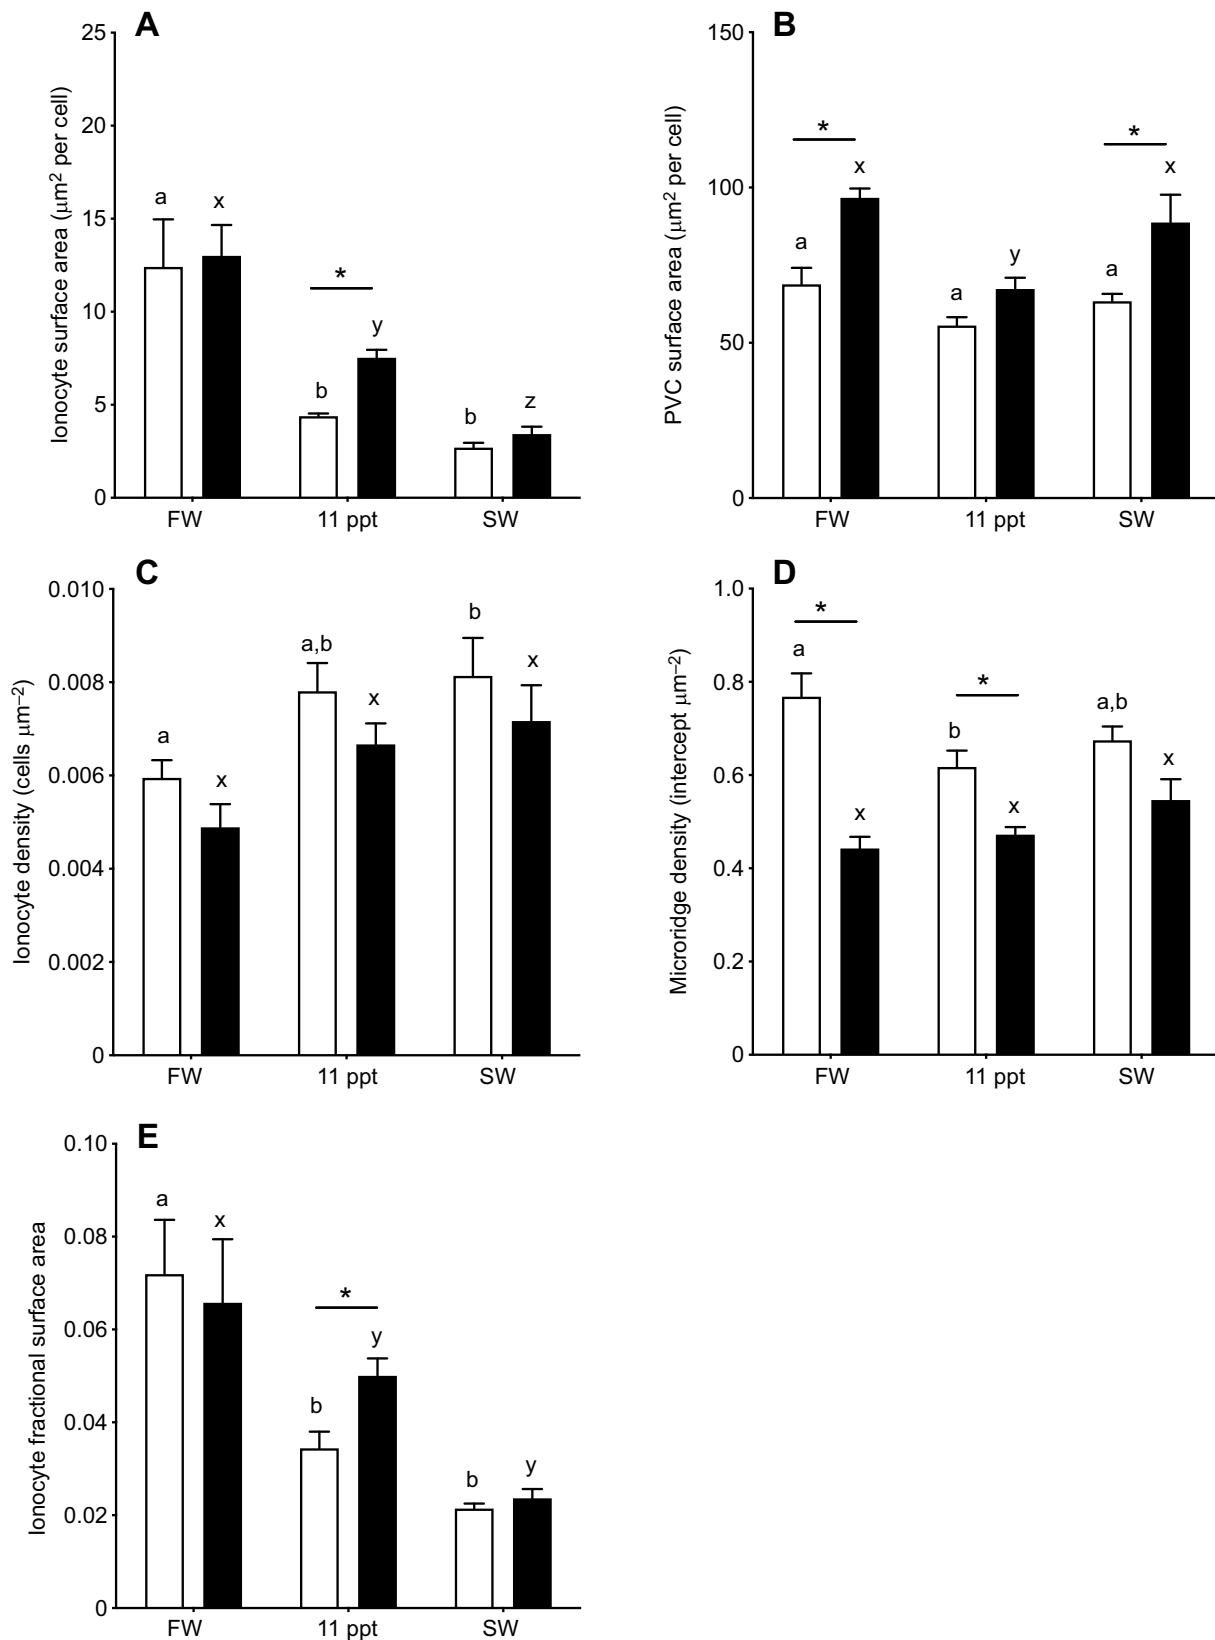 A
25
20
15
10
5
0
Ionocyte surface area (μm² per cell)
a
x
*
b
y
b
z
FW
11 ppt
SW
B
150
100
50
0
PVC surface area (μm² per cell)
*
a
x
a
y
*
a
x
FW
11 ppt
SW
C
0.010
0.008
0.006
0.004
0.002
0
Ionocyte density (cells μm⁻²)
a
x
a,b
x
b
x
FW
11 ppt
SW
D
1.0
0.8
0.6
0.4
0.2
0
Microridge density (intercept μm⁻²)
*
a
x
*
b
x
a,b
x
FW
11 ppt
SW
E
0.10
0.08
0.06
0.04
0.02
0
Ionocyte fractional surface area
a
x
*
b
y
b
y
FW
11 ppt
SW